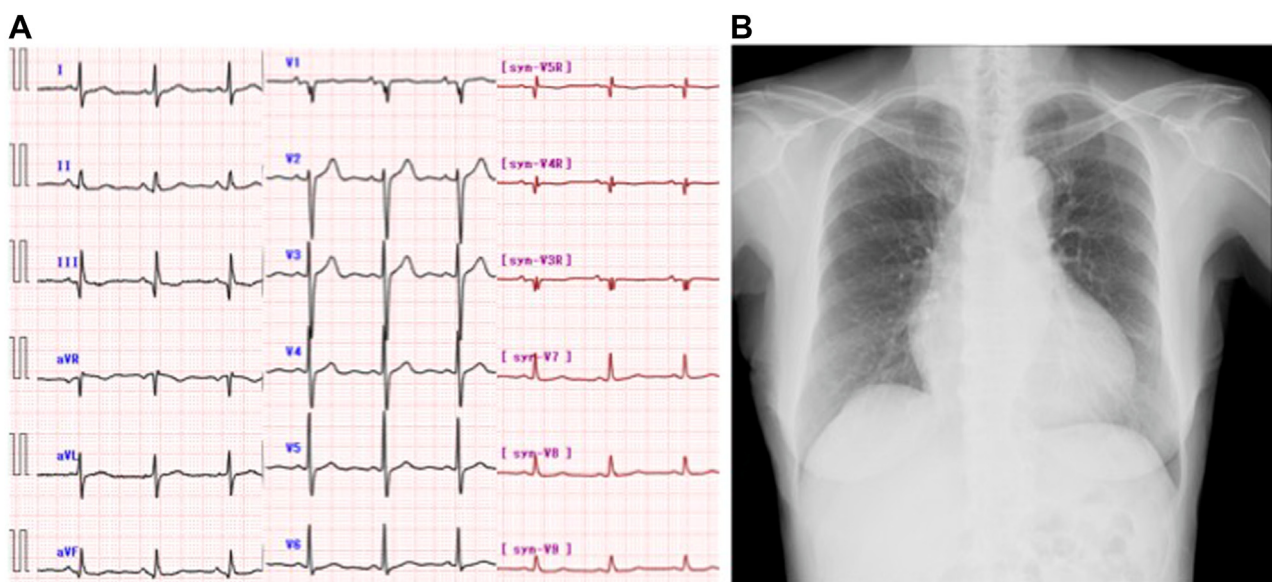 A
B
I
II
III
aVR
aVL
aVF
V1
V2
V3
V4
V5
V6
[syn-V5R]
[syn-V4R]
[syn-V3R]
[syn-V7]
[syn-V8]
[syn-V9]